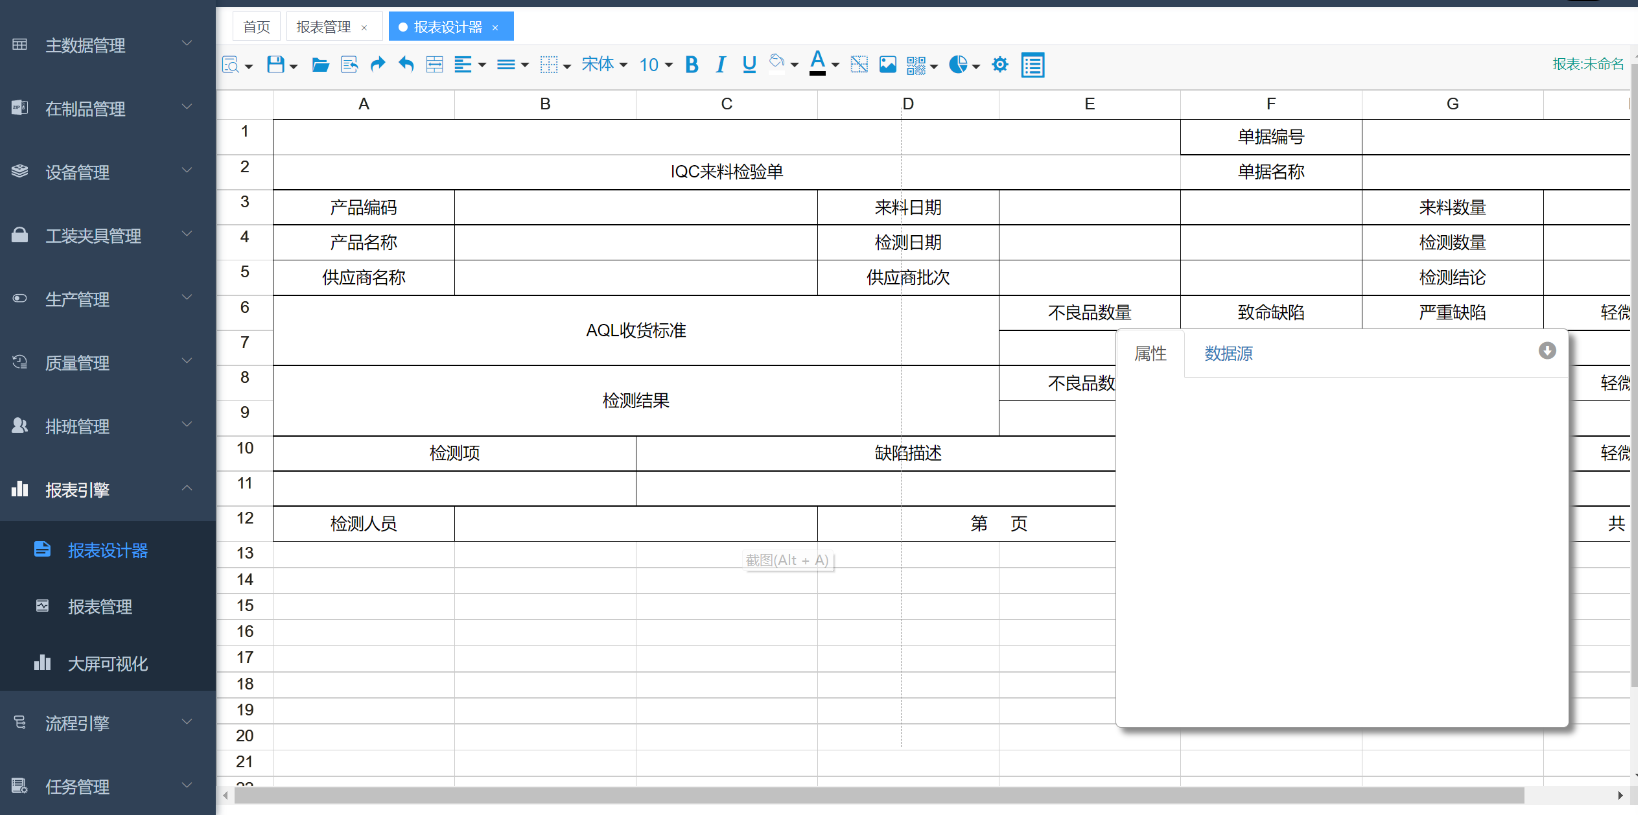 首页
报表管理 ×
报表设计器 ×
宋体
10
B I U
A
报表:未命名
主数据管理
在制品管理
设备管理
工装夹具管理
生产管理
质量管理
排班管理
报表引擎
报表设计器
报表管理
大屏可视化
流程引擎
任务管理
A B C D E F G
1 单据编号
2 IQC来料检验单 单据名称
3 产品编码 来料日期 来料数量
4 产品名称 检测日期 检测数量
5 供应商名称 供应商批次 检测结论
6 AQL收货标准 不良品数量 致命缺陷 严重缺陷 轻微
7
8 检测结果 不良品数 轻微
9
10 检测项 缺陷描述 轻微
11
12 检测人员 第 页 共
13
14
15
16
17
18
19
20
21
属性 数据源
截图(Alt + A)